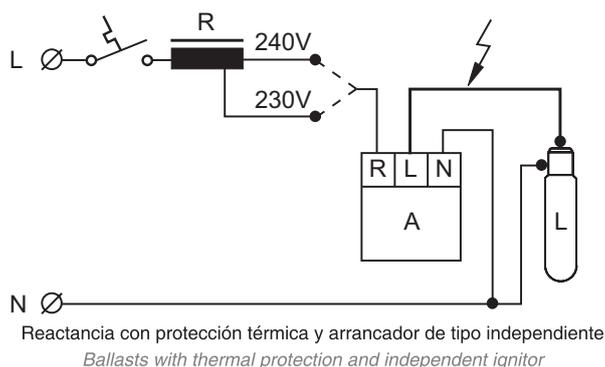 R
240V
L
230V
R L N
A
L
N
Reactancia con protección térmica y arrancador de tipo independiente
Ballasts with thermal protection and independent ignitor